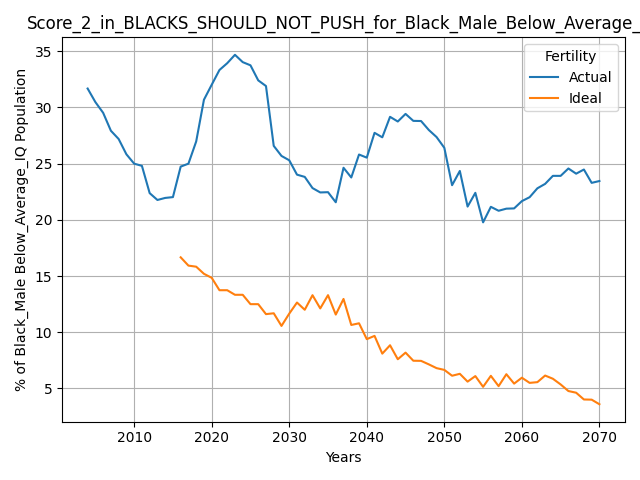 Score_2_in_BLACKS_SHOULD_NOT_PUSH_for_Black_Male_Below_Average_
% of Black_Male Below_Average_IQ Population
35
30
25
20
15
10
5
Fertility
Actual
Ideal
2010 2020 2030 2040 2050 2060 2070
Years